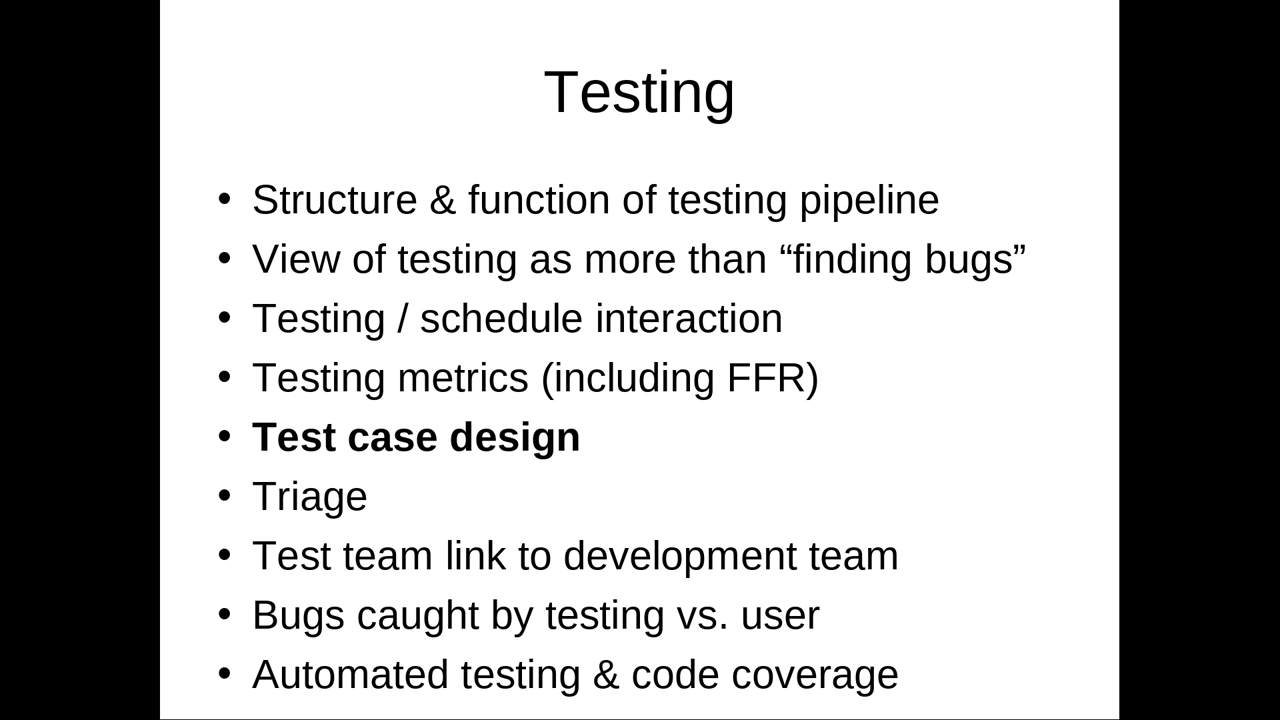 Testing
• Structure & function of testing pipeline
• View of testing as more than “finding bugs”
• Testing / schedule interaction
• Testing metrics (including FFR)
• Test case design
• Triage
• Test team link to development team
• Bugs caught by testing vs. user
• Automated testing & code coverage